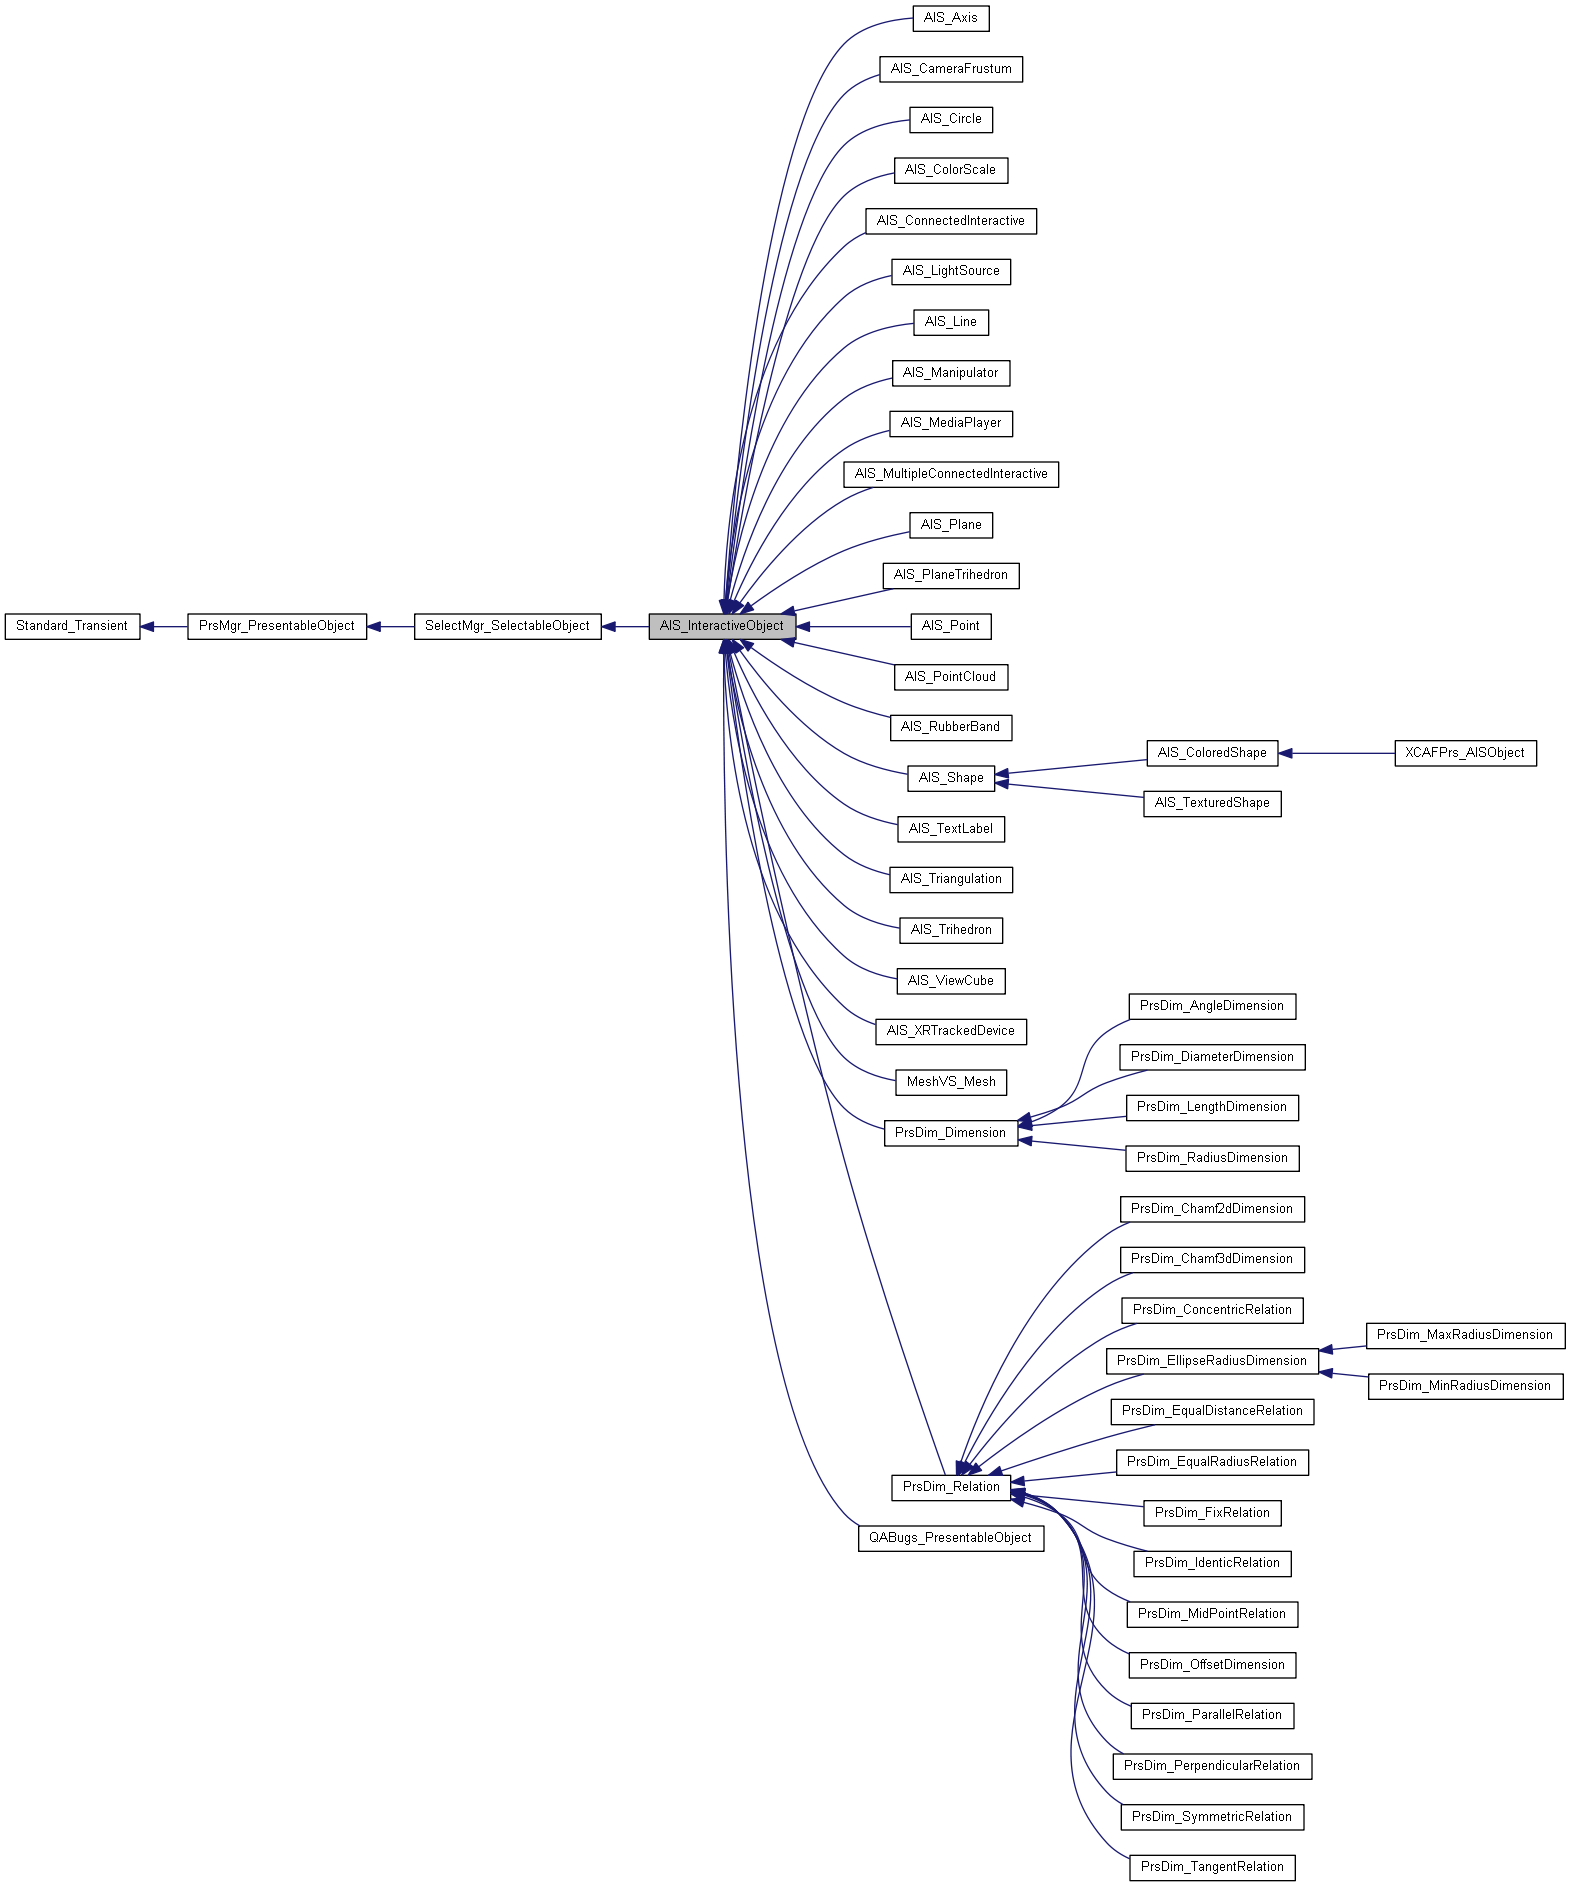 AIS_Axis
AIS_CameraFrustum
AIS_Circle
AIS_ColorScale
AIS_ConnectedInteractive
AIS_LightSource
AIS_Line
AIS_Manipulator
AIS_MediaPlayer
AIS_MultipleConnectedInteractive
AIS_Plane
AIS_PlaneTrihedron
Standard_Transient
PrsMgr_PresentableObject
SelectMgr_SelectableObject
AIS_InteractiveObject
AIS_Point
AIS_PointCloud
AIS_RubberBand
AIS_Shape
AIS_ColoredShape
XCAFPrs_AISObject
AIS_TexturedShape
AIS_TextLabel
AIS_Triangulation
AIS_Trihedron
AIS_ViewCube
AIS_XRTrackedDevice
MeshVS_Mesh
PrsDim_Dimension
PrsDim_AngleDimension
PrsDim_DiameterDimension
PrsDim_LengthDimension
PrsDim_RadiusDimension
PrsDim_Chamf2dDimension
PrsDim_Chamf3dDimension
PrsDim_ConcentricRelation
PrsDim_EllipseRadiusDimension
PrsDim_MaxRadiusDimension
PrsDim_MinRadiusDimension
PrsDim_EqualDistanceRelation
PrsDim_EqualRadiusRelation
PrsDim_Relation
PrsDim_FixRelation
QABugs_PresentableObject
PrsDim_IdenticRelation
PrsDim_MidPointRelation
PrsDim_OffsetDimension
PrsDim_ParallelRelation
PrsDim_PerpendicularRelation
PrsDim_SymmetricRelation
PrsDim_TangentRelation